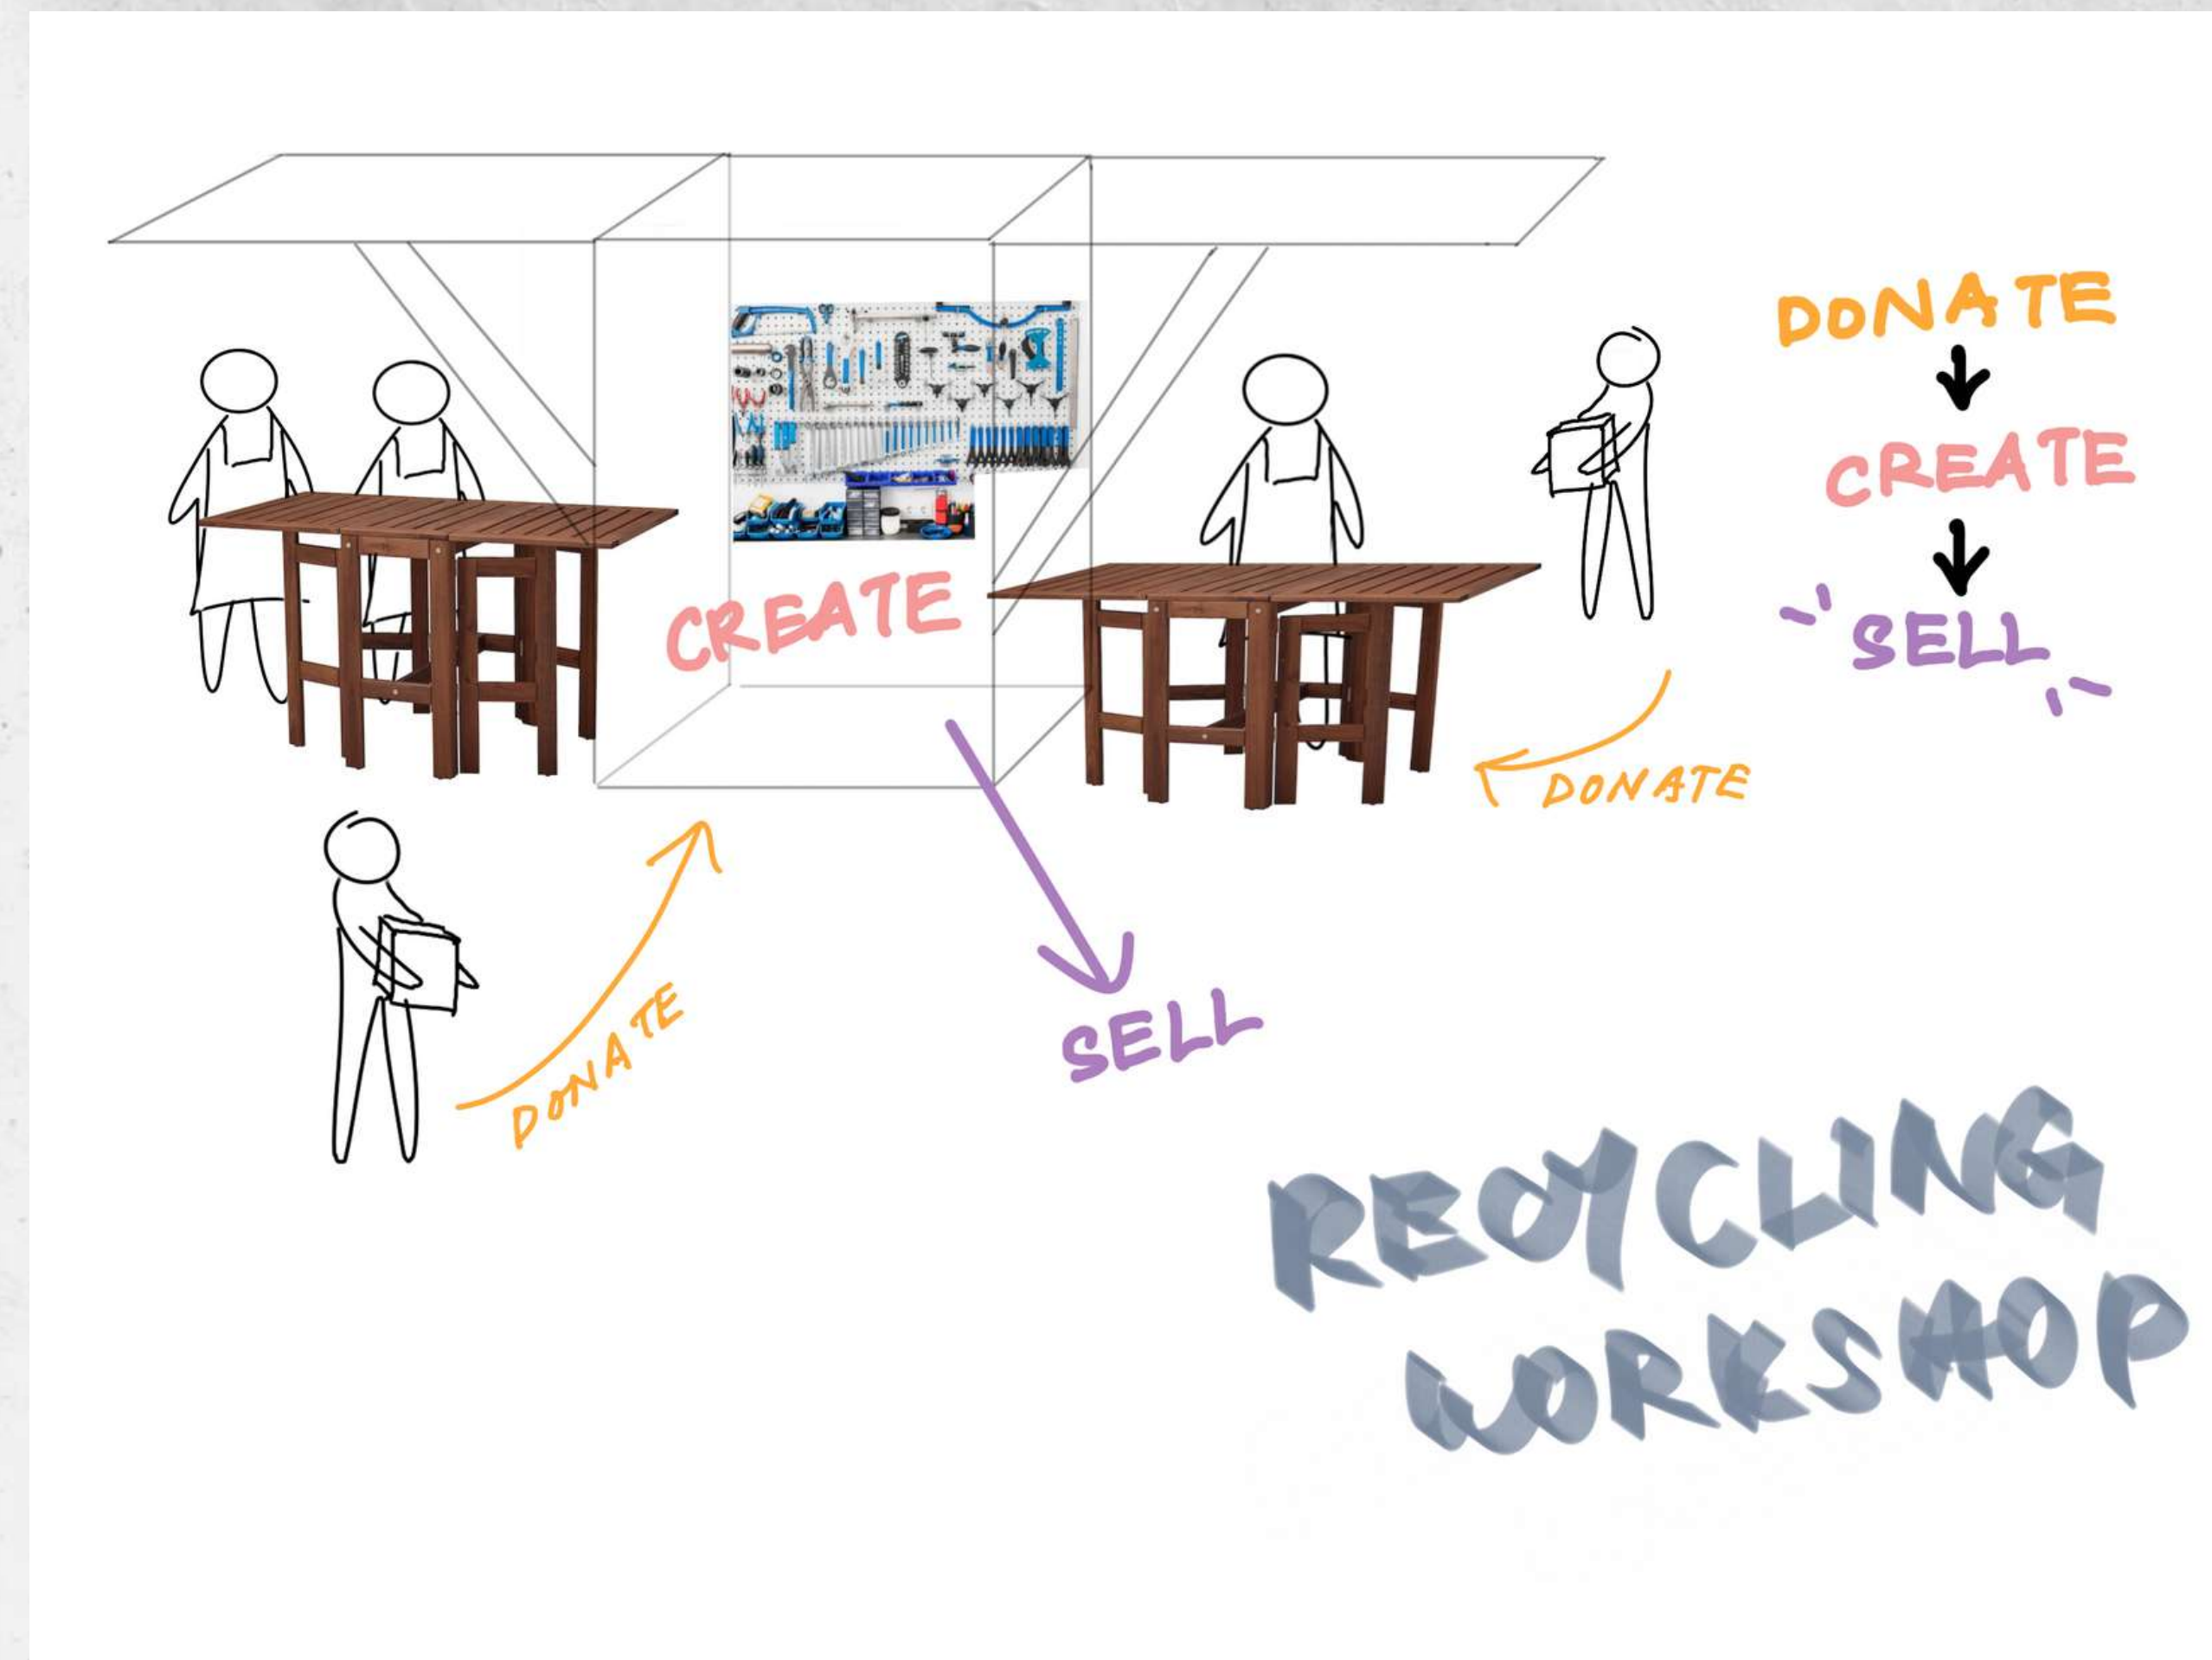 DONATE
CREATE
SELL
CREATE
DONATE
DONATE
SELL
RECYCLING
WORKSHOP